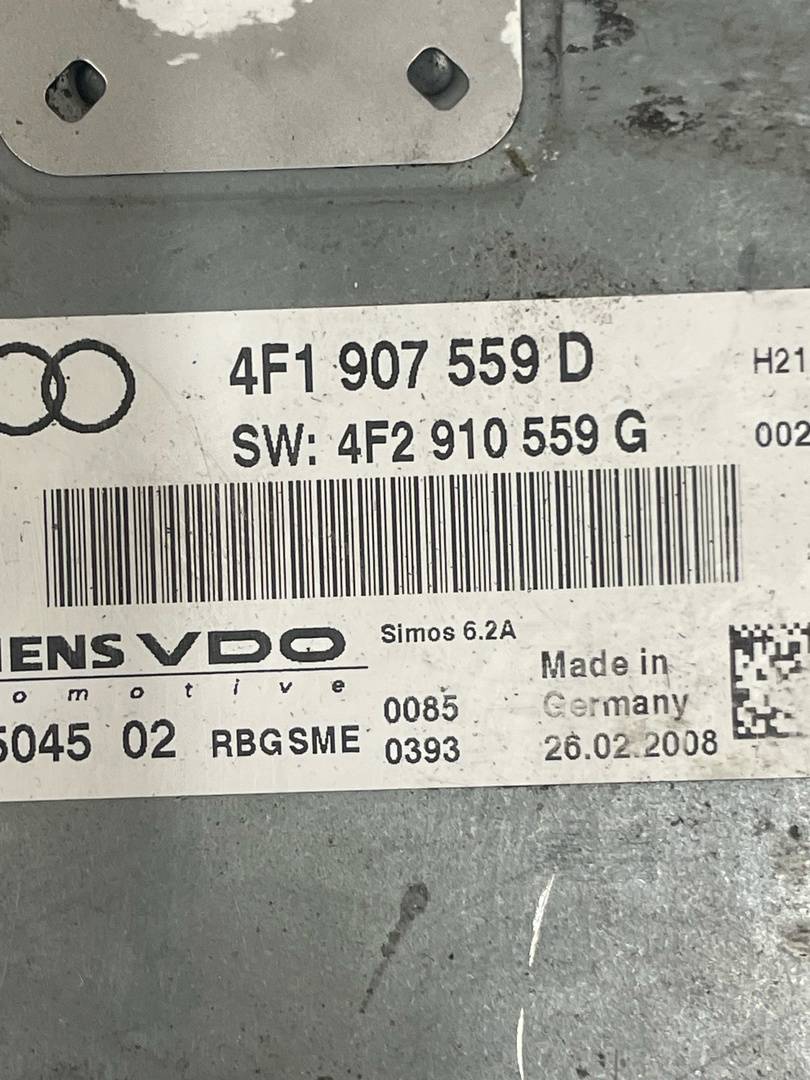 4F1 907 559 D
H21
SW: 4F2 910 559 G
002
IENS VDO
Simos 6.2A
o m o t i v e
Made in
Germany
5045 02 RBGSME
0085
0393
26.02.2008